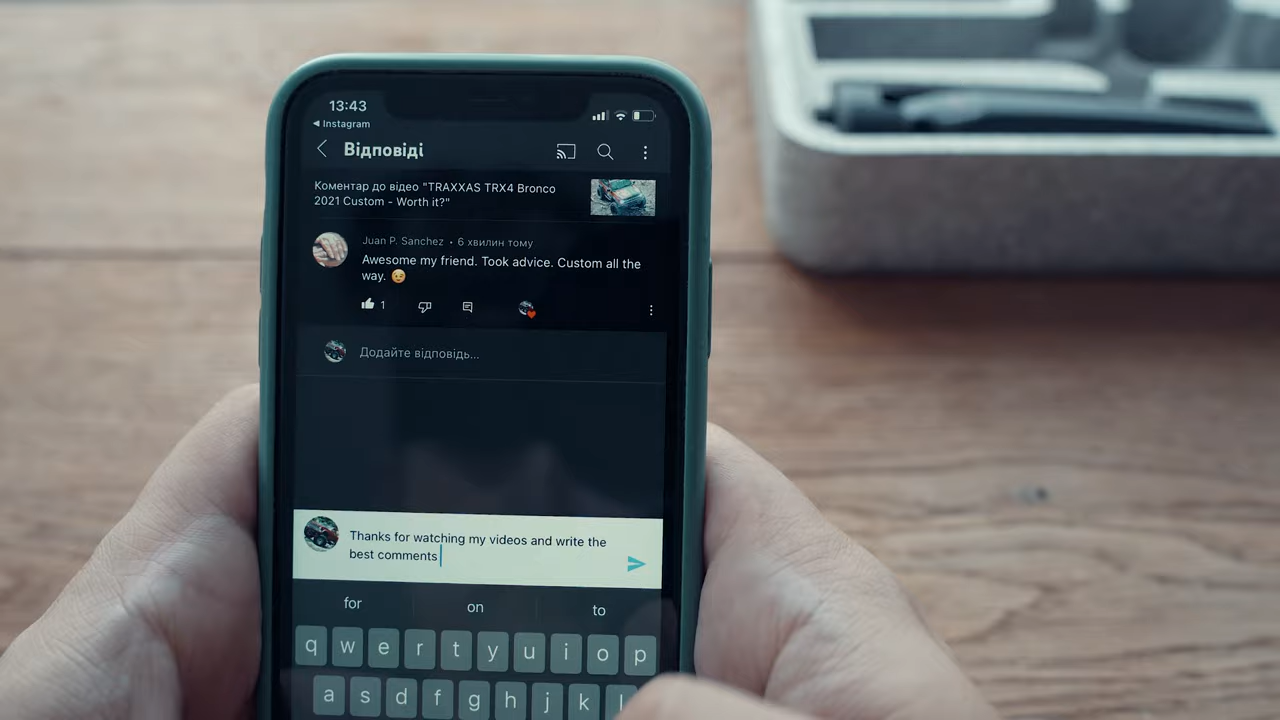 13:43
◀ Instagram
Відповіді
Коментар до відео "TRAXXAS TRX4 Bronco
2021 Custom - Worth it?"
Juan P. Sanchez • 6 хвилин тому
Awesome my friend. Took advice. Custom all the
way. 😉
1
Додайте відповідь...
Thanks for watching my videos and write the
best comments
for on to
q w e r t y u i o p
a s d f g h j k l